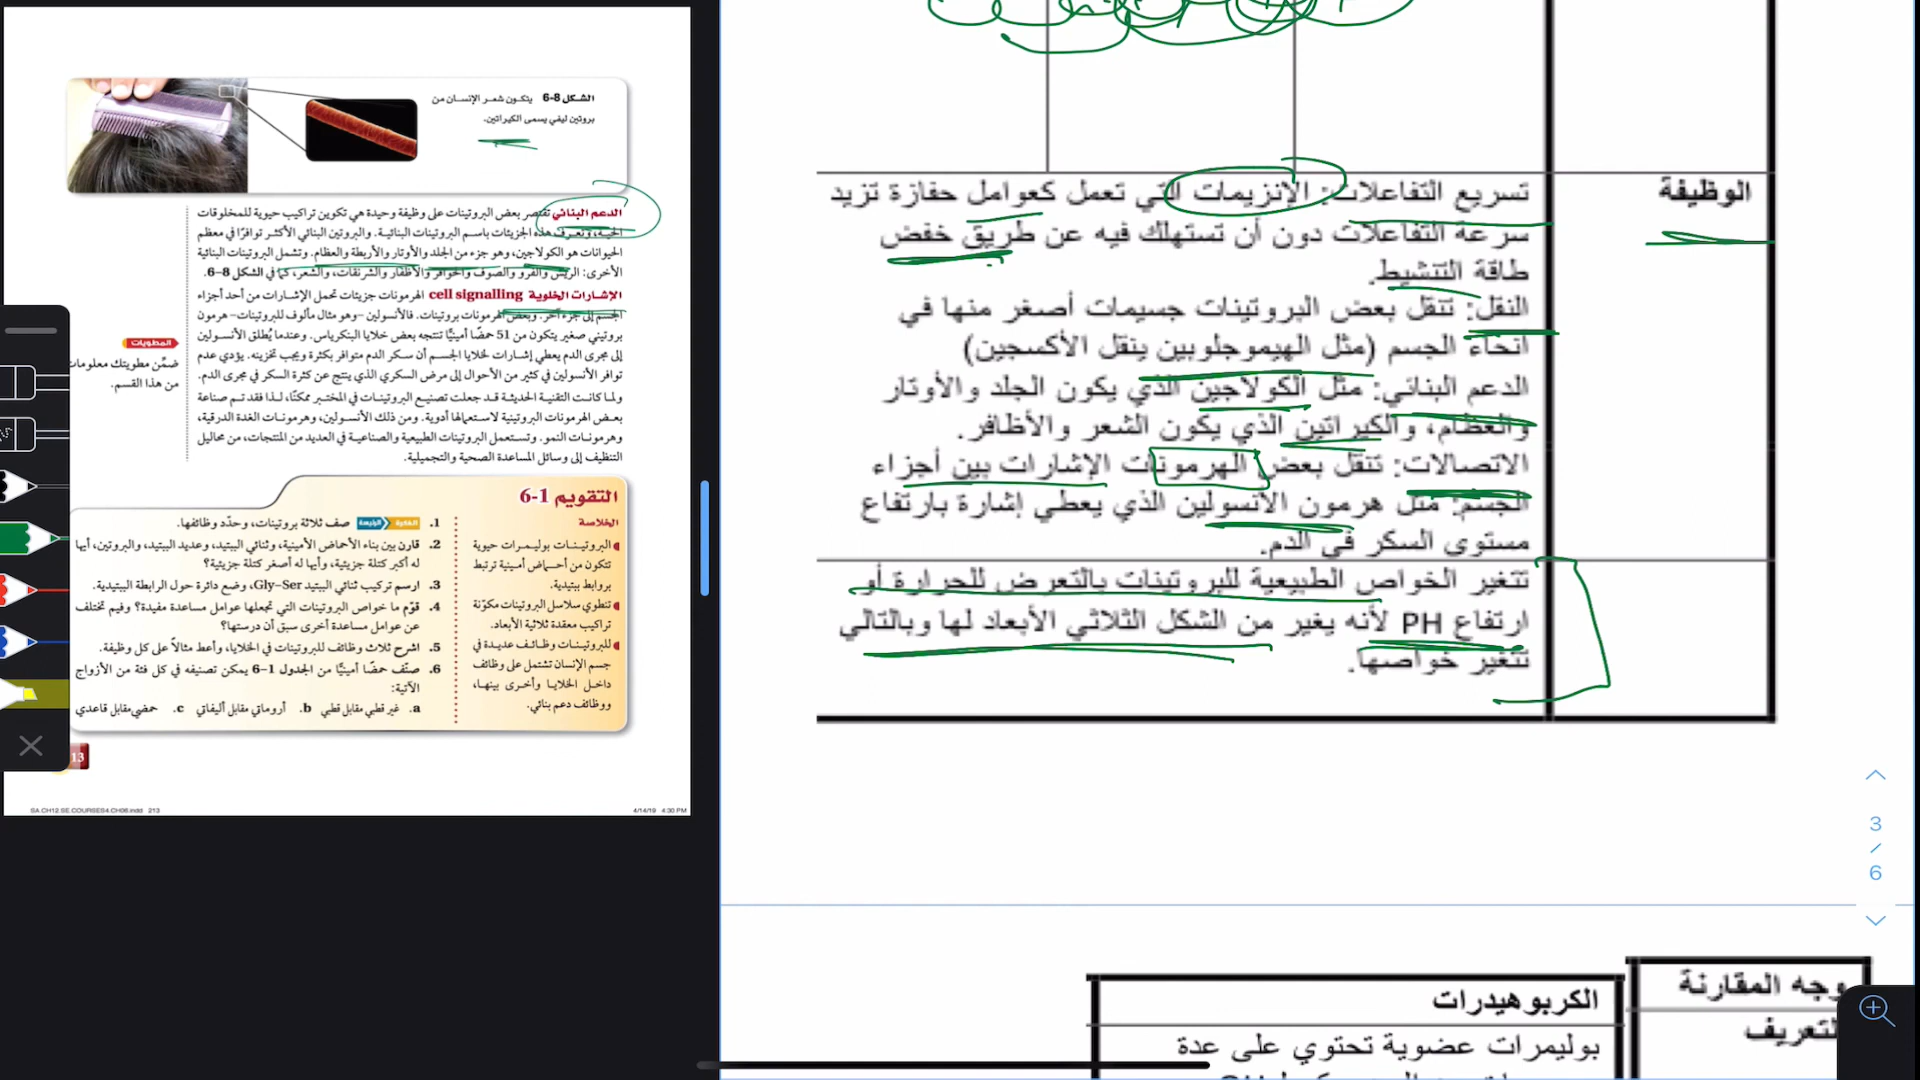 الشكل 8-6 يتكون شعر الإنسان من
بروتين ليفي يسمى الكيراتين.
الدعم البنائي تقتصر بعض البروتينات على وظيفة وحيدة هي تكوين تراكيب حيوية للمخلوقات
الحية، وتعرف هذه الجزيئات باسم البروتينات البنائية. والبروتين البنائي الأكثر توافرًا في معظم
الحيوانات هو الكولاجين، وهو جزء من الجلد والأوتار والأربطة والعظام. وتشمل البروتينات البنائية
الأخرى: الريش والفرو والصوف والحوافر والأظفار والشرنقات، والشعر، كما في الشكل 8-6.
الإشارات الخلوية cell signalling الهرمونات جزيئات تحمل الإشارات من أحد أجزاء
الجسم إلى جزء آخر. وبعض الهرمونات بروتينات. فالأنسولين -وهو مثال مألوف للبروتينات- هرمون
بروتيني صغير يتكون من 51 حمضًا أمينيًّا تنتجه بعض خلايا البنكرياس. وعندما يُطلق الأنسولين
إلى مجرى الدم يعطي إشارات لخلايا الجسم أن سكر الدم متوافر بكثرة ويجب تخزينه. يؤدي عدم
توافر الأنسولين في كثير من الأحوال إلى مرض السكري الذي ينتج عن كثرة السكر في مجرى الدم.
ولما كانت التقنية الحديثة قد جعلت تصنيع البروتينات في المختبر ممكنًا، لذا فقد تم صناعة
بعض الهرمونات البروتينية لاستعمالها أدوية. ومن ذلك الأنسولين، وهرمونات الغدة الدرقية،
وهرمونات النمو. وتستعمل البروتينات الطبيعية والصناعية في العديد من المنتجات، من محاليل
التنظيف إلى وسائل المساعدة الصحية والتجميلية.
المطويات
ضمِّن مطويتك معلومات
من هذا القسم.
التقويم 1-6
الخلاصة
البروتينات بوليمرات حيوية
تتكون من أحماض أمينية ترتبط
بروابط ببتيدية.
تنطوي سلاسل البروتينات مكوّنة
تراكيب معقدة ثلاثية الأبعاد.
للبروتينات وظائف عديدة في
جسم الإنسان تشتمل على وظائف
داخل الخلايا وأخرى بينها،
ووظائف دعم بنائي.
1. الفكرة الرئيسة صف ثلاثة بروتينات، وحدّد وظائفها.
2. قارن بين بناء الأحماض الأمينية، وثنائي الببتيد، وعديد الببتيد، والبروتين، أيها
له أكبر كتلة جزيئية، وأيها له أصغر كتلة جزيئية؟
3. ارسم تركيب ثنائي الببتيد Gly-Ser، وضع دائرة حول الرابطة الببتيدية.
4. قوّم ما خواص البروتينات التي تجعلها عوامل مساعدة مفيدة؟ وفيم تختلف
عن عوامل مساعدة أخرى سبق أن درستها؟
5. اشرح ثلاث وظائف للبروتينات في الخلايا، وأعط مثالاً على كل وظيفة.
6. صنّف حمضًا أمينيًّا من الجدول 1-6 يمكن تصنيفه في كل فئة من الأزواج
الآتية:
a. غير قطبي مقابل قطبي b. أروماتي مقابل أليفاتي c. حمضي مقابل قاعدي
13
SA.CH12.SE.COURSES4.CH06.indd 213
4/14/19 4:30 PM
الوظيفة
تسريع التفاعلات: الإنزيمات التي تعمل كعوامل حفازة تزيد
سرعة التفاعلات دون أن تستهلك فيه عن طريق خفض
طاقة التنشيط.
النقل: تنقل بعض البروتينات جسيمات أصغر منها في
أنحاء الجسم (مثل الهيموجلوبين ينقل الأكسجين)
الدعم البنائي: مثل الكولاجين الذي يكون الجلد والأوتار
والعظام، والكيراتين الذي يكون الشعر والأظافر.
الاتصالات: تنقل بعض الهرمونات الإشارات بين أجزاء
الجسم: مثل هرمون الأنسولين الذي يعطي إشارة بارتفاع
مستوى السكر في الدم.
تتغير الخواص الطبيعية للبروتينات بالتعرض للحرارة أو
ارتفاع PH لأنه يغير من الشكل الثلاثي الأبعاد لها وبالتالي
تتغير خواصها.
3
/
6
وجه المقارنة
الكربوهيدرات
التعريف
بوليمرات عضوية تحتوي على عدة